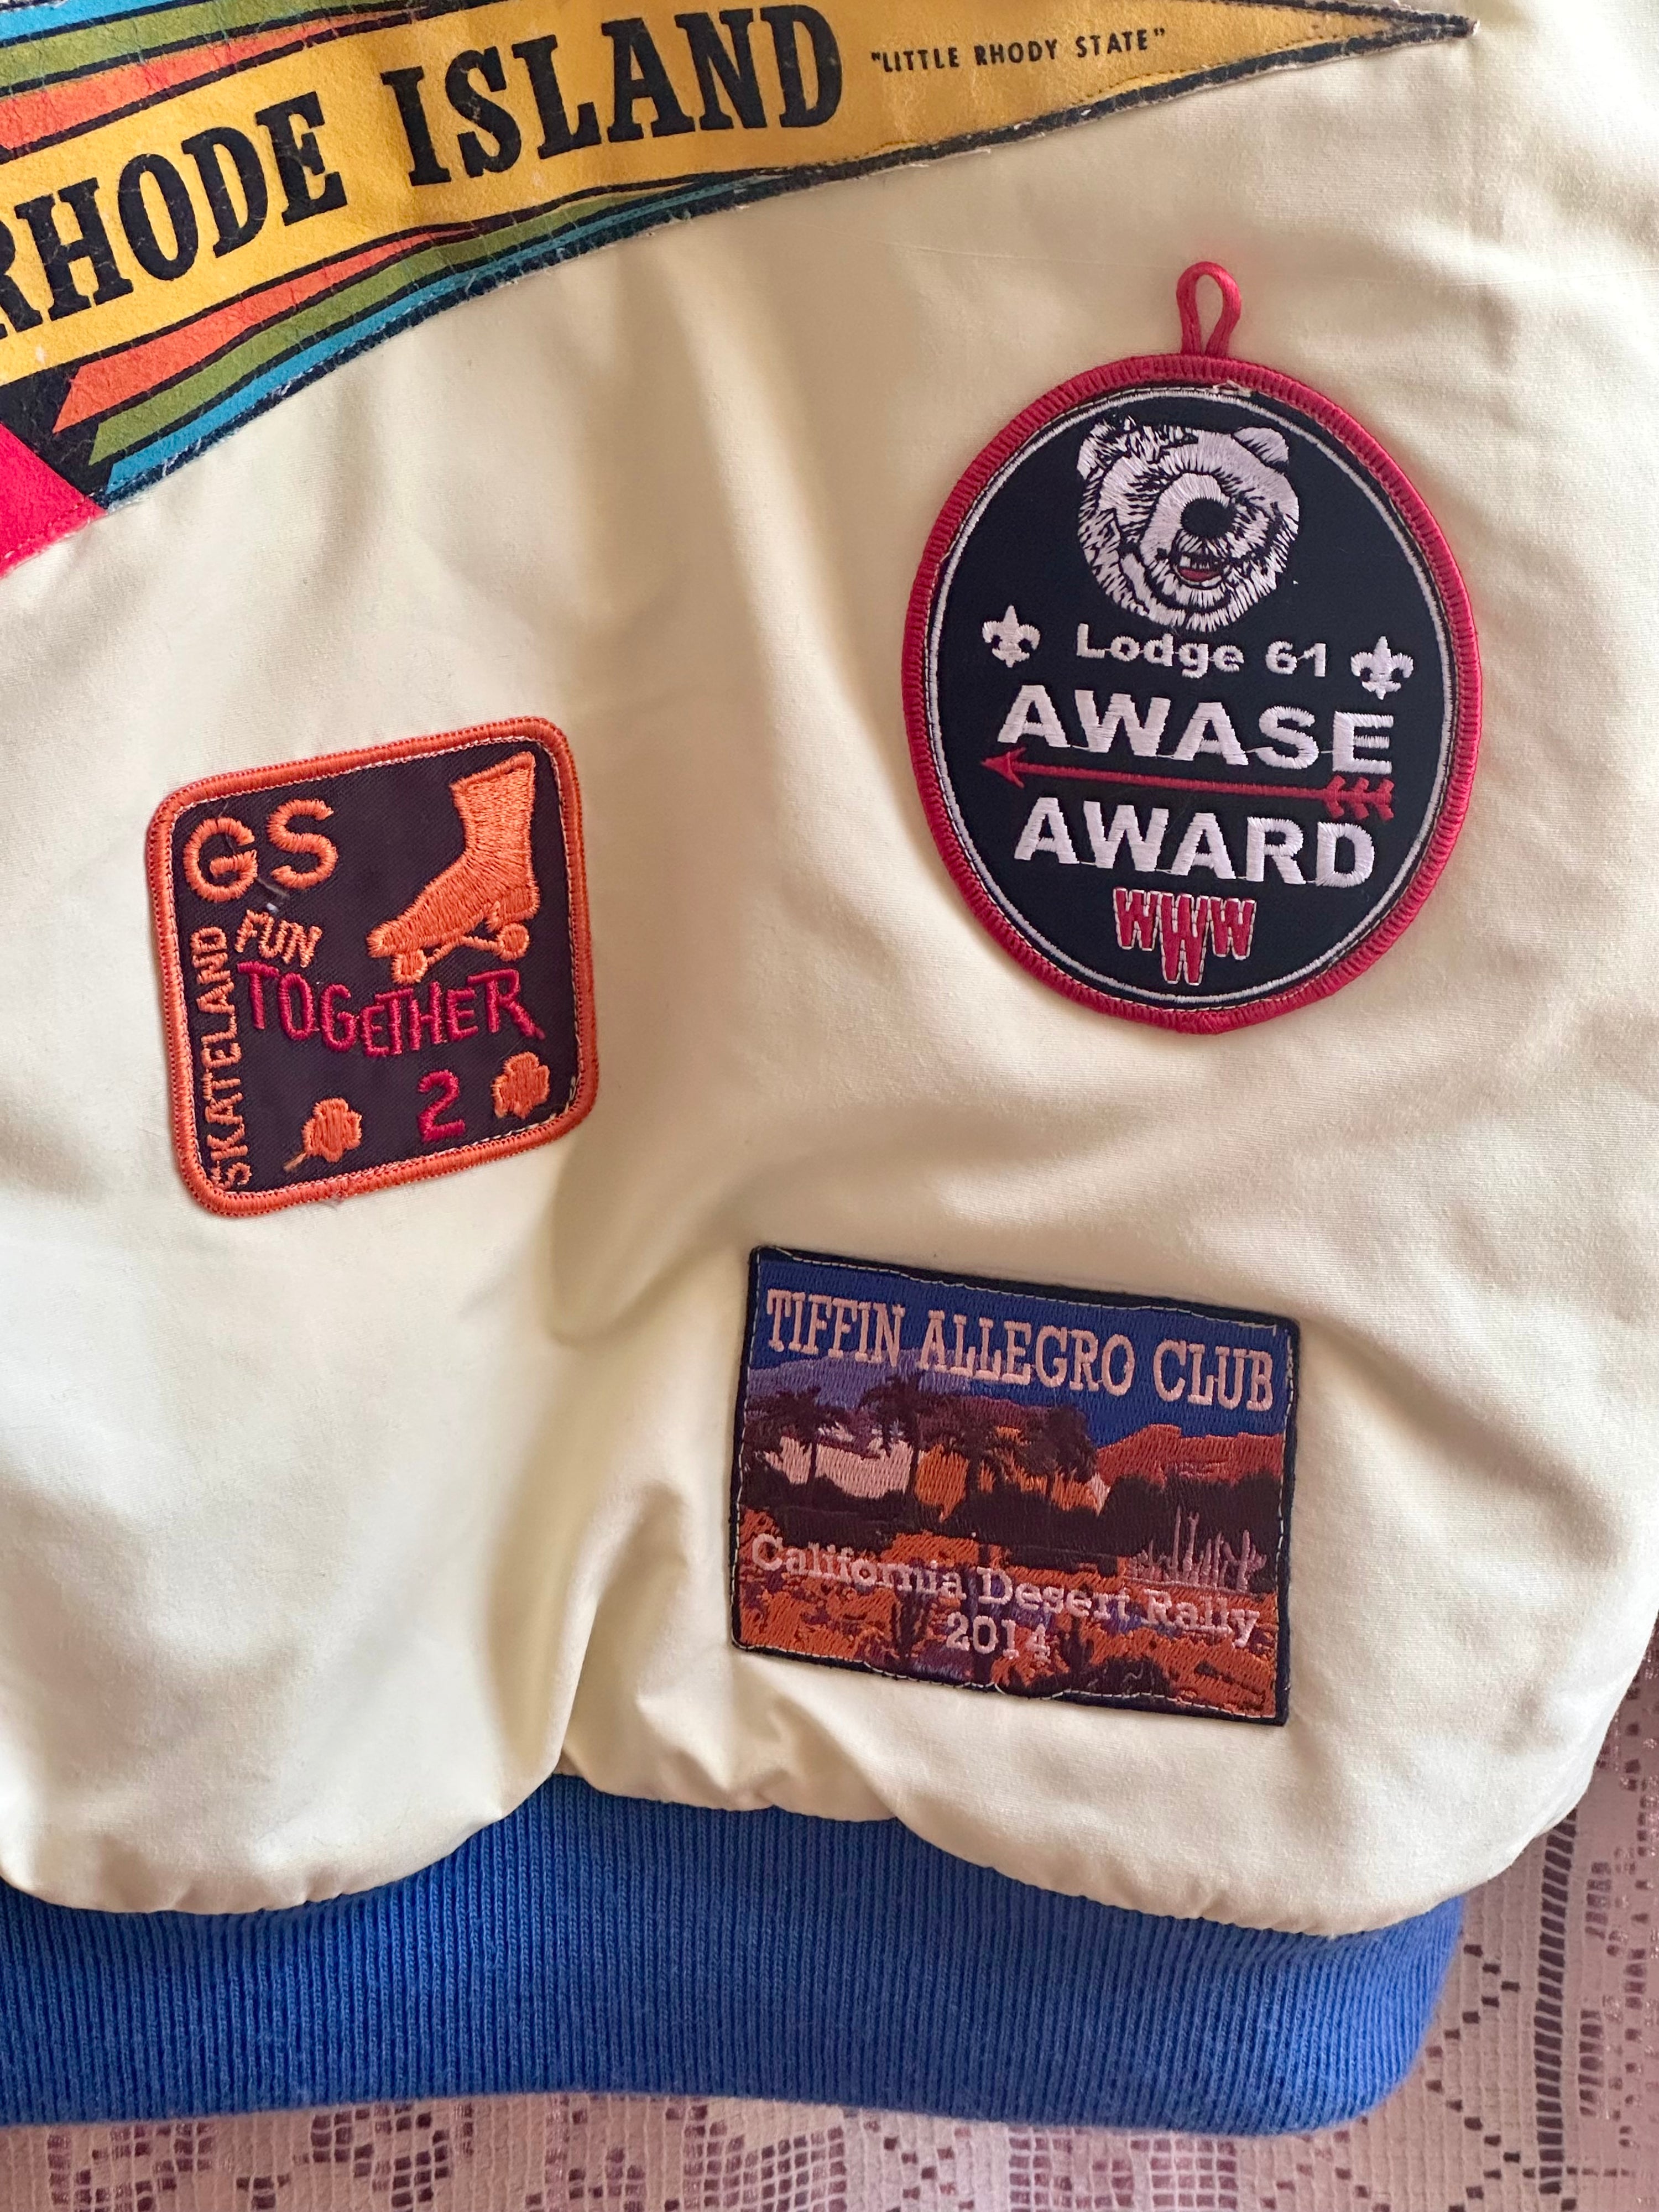 RHODE ISLAND "LITTLE RHODY STATE"
Lodge 61
AWASE
AWARD
WWW
GS
FUN
TOGETHER
2
SKATELAND
TIFFIN ALLEGRO CLUB
California Desert Rally
2014